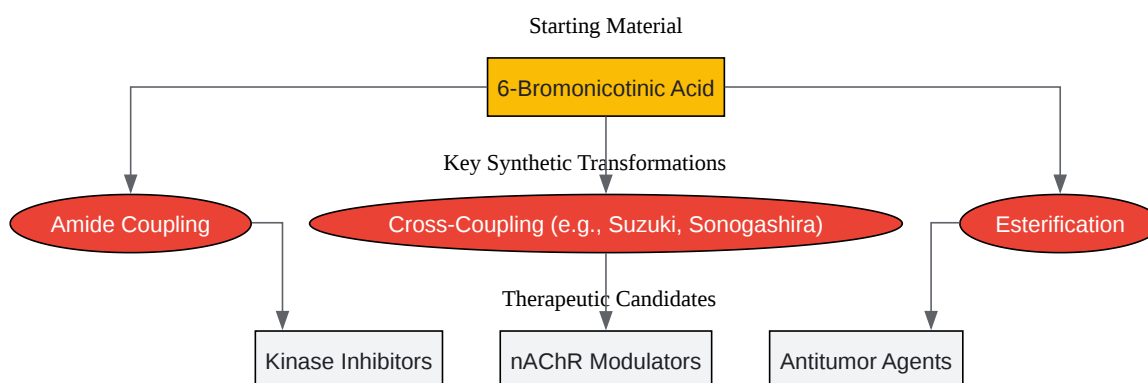 Starting Material
6-Bromonicotinic Acid
Key Synthetic Transformations
Amide Coupling
Cross-Coupling (e.g., Suzuki, Sonogashira)
Esterification
Therapeutic Candidates
Kinase Inhibitors
nAChR Modulators
Antitumor Agents